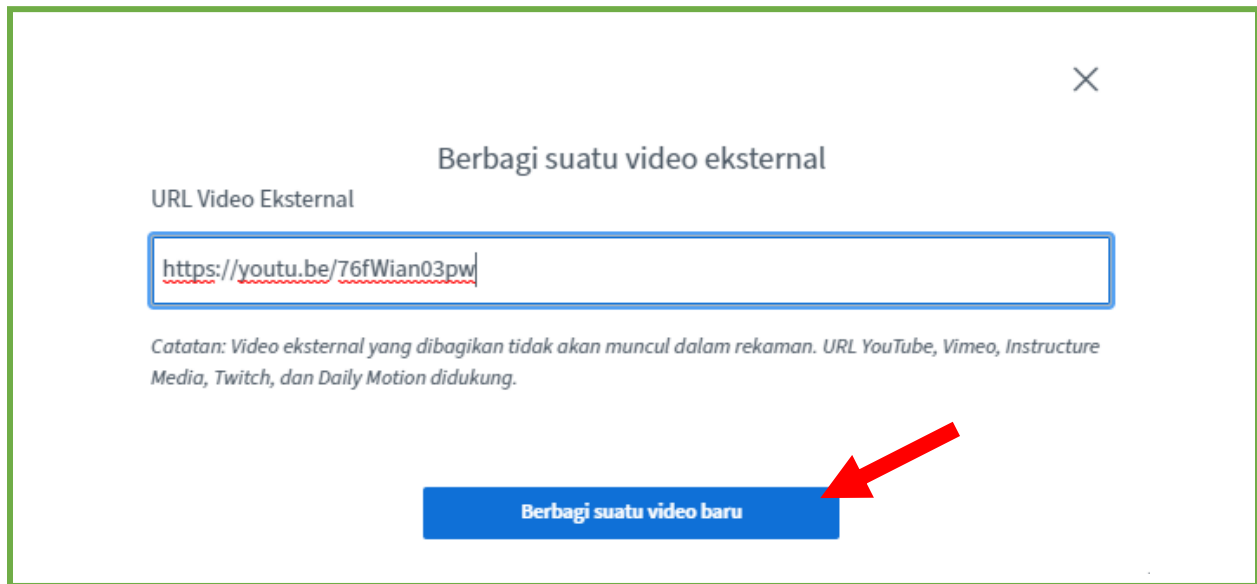 Berbagi suatu video eksternal
URL Video Eksternal
https://youtu.be/76fWian03pw
Catatan: Video eksternal yang dibagikan tidak akan muncul dalam rekaman. URL YouTube, Vimeo, Instructure
Media, Twitch, dan Daily Motion didukung.
Berbagi suatu video baru